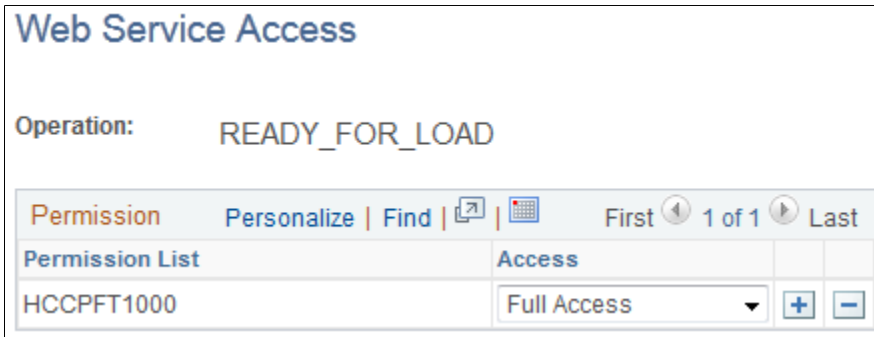 Web Service Access
Operation: READY_FOR_LOAD
Permission Personalize | Find | | First 1 of 1 Last
Permission List Access
HCCPFT1000 Full Access + −